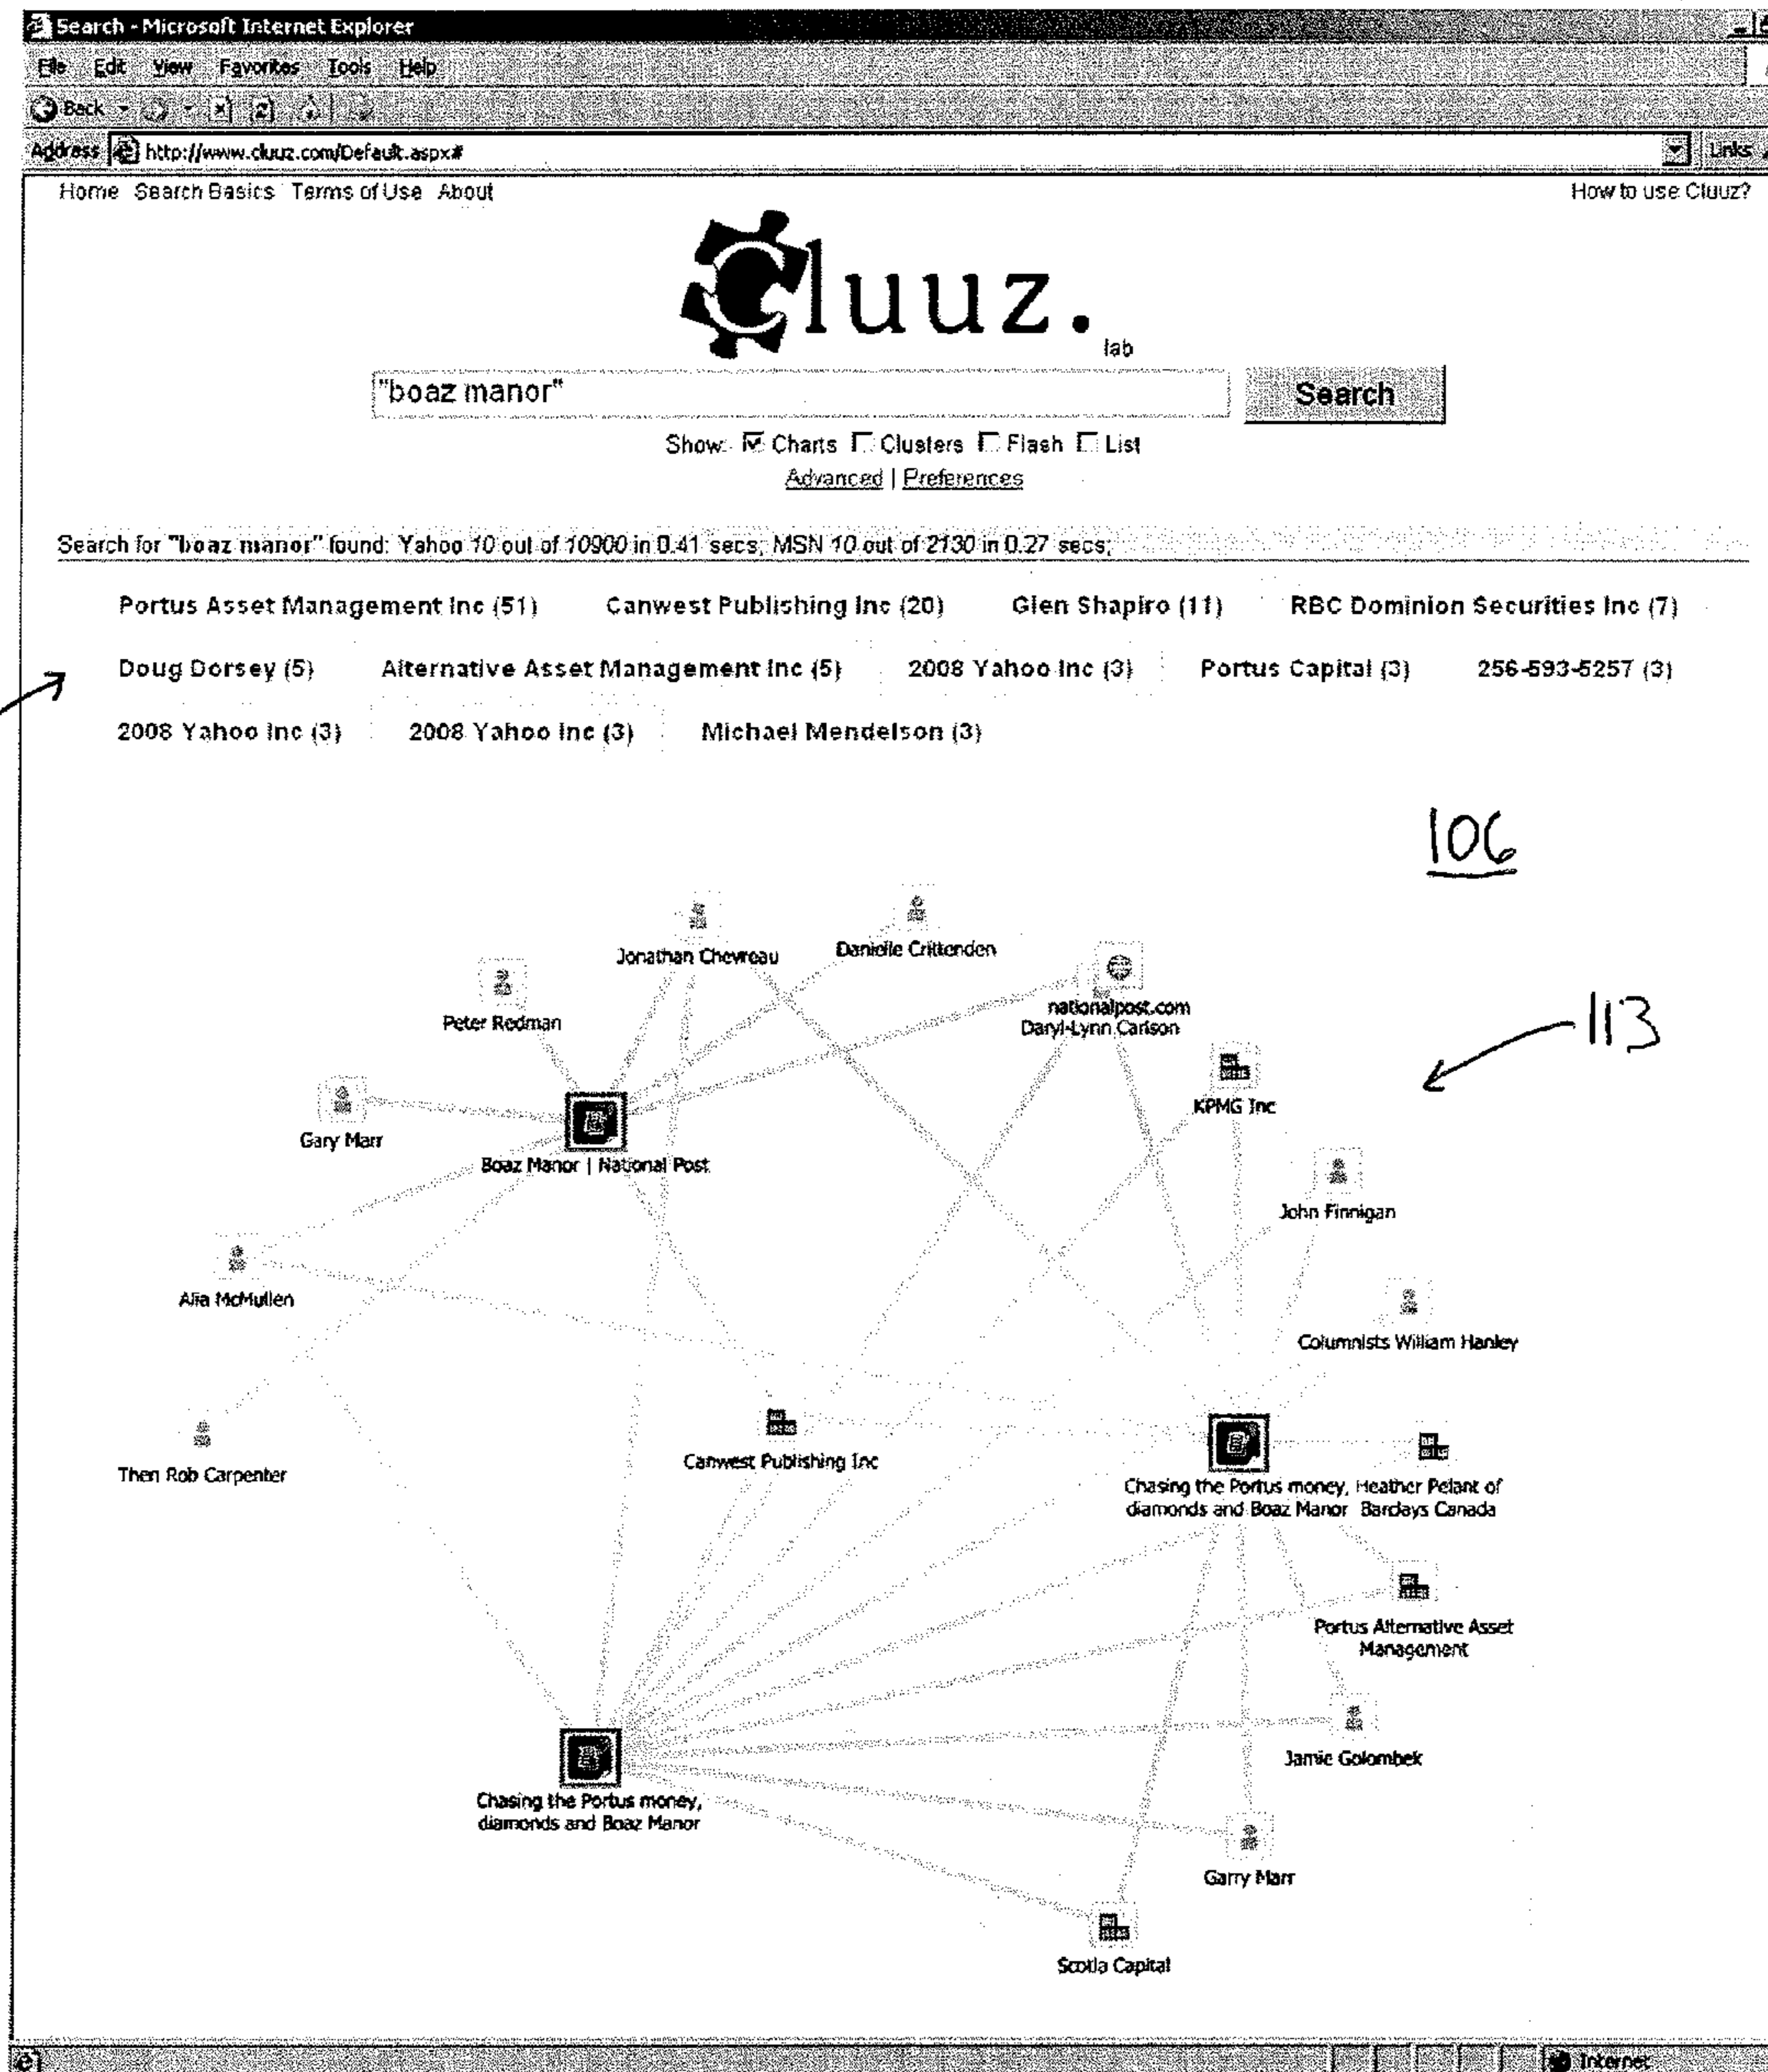 Search - Microsoft Internet Explorer
File Edit View Favorites Tools Help
Back
Address http://www.cluuz.com/Default.aspx# Links
Home Search Basics Terms of Use About How to use Cluuz?
Cluuz.
lab
"boaz manor" Search
Show: Charts Clusters Flash List
Advanced | Preferences
Search for "boaz manor" found: Yahoo 10 out of 10900 in 0.41 secs; MSN 10 out of 2130 in 0.27 secs;
Portus Asset Management Inc (51) Canwest Publishing Inc (20) Glen Shapiro (11) RBC Dominion Securities Inc (7)
Doug Dorsey (5) Alternative Asset Management Inc (5) 2008 Yahoo Inc (3) Portus Capital (3) 256-593-5257 (3)
2008 Yahoo Inc (3) 2008 Yahoo Inc (3) Michael Mendelson (3)
106
Jonathan Chevreau
Danielle Crittenden
Peter Redman
nationalpost.com
Daryl-Lynn Carlson
113
KPMG Inc
Gary Marr
Boaz Manor | National Post
John Finnigan
Alia McMullen
Columnists William Hanley
Canwest Publishing Inc
Then Rob Carpenter
Chasing the Portus money, Heather Pelant of
diamonds and Boaz Manor Barclays Canada
Portus Alternative Asset
Management
Jamie Golombek
Chasing the Portus money,
diamonds and Boaz Manor
Garry Marr
Scotia Capital
Internet